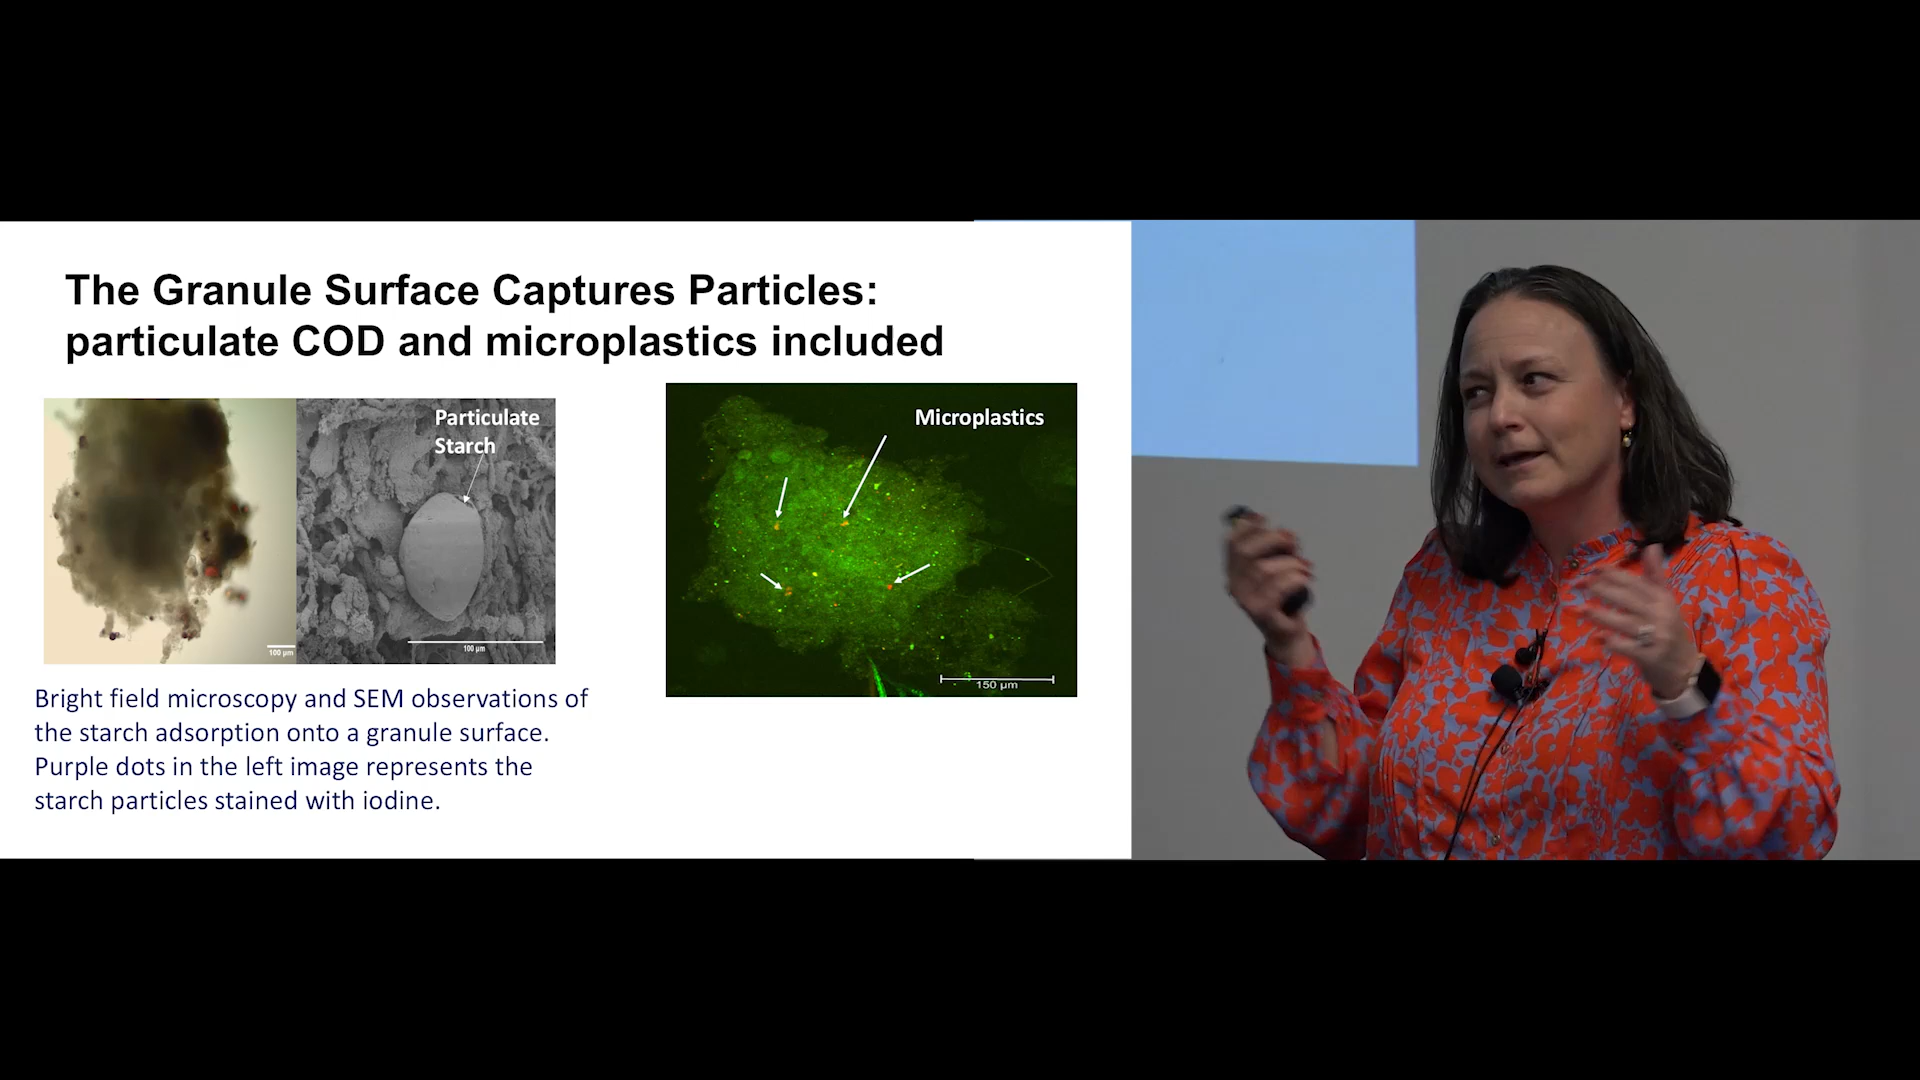 The Granule Surface Captures Particles:
particulate COD and microplastics included
Particulate
Starch
100 µm
100 µm
Microplastics
150 µm
Bright field microscopy and SEM observations of
the starch adsorption onto a granule surface.
Purple dots in the left image represents the
starch particles stained with iodine.